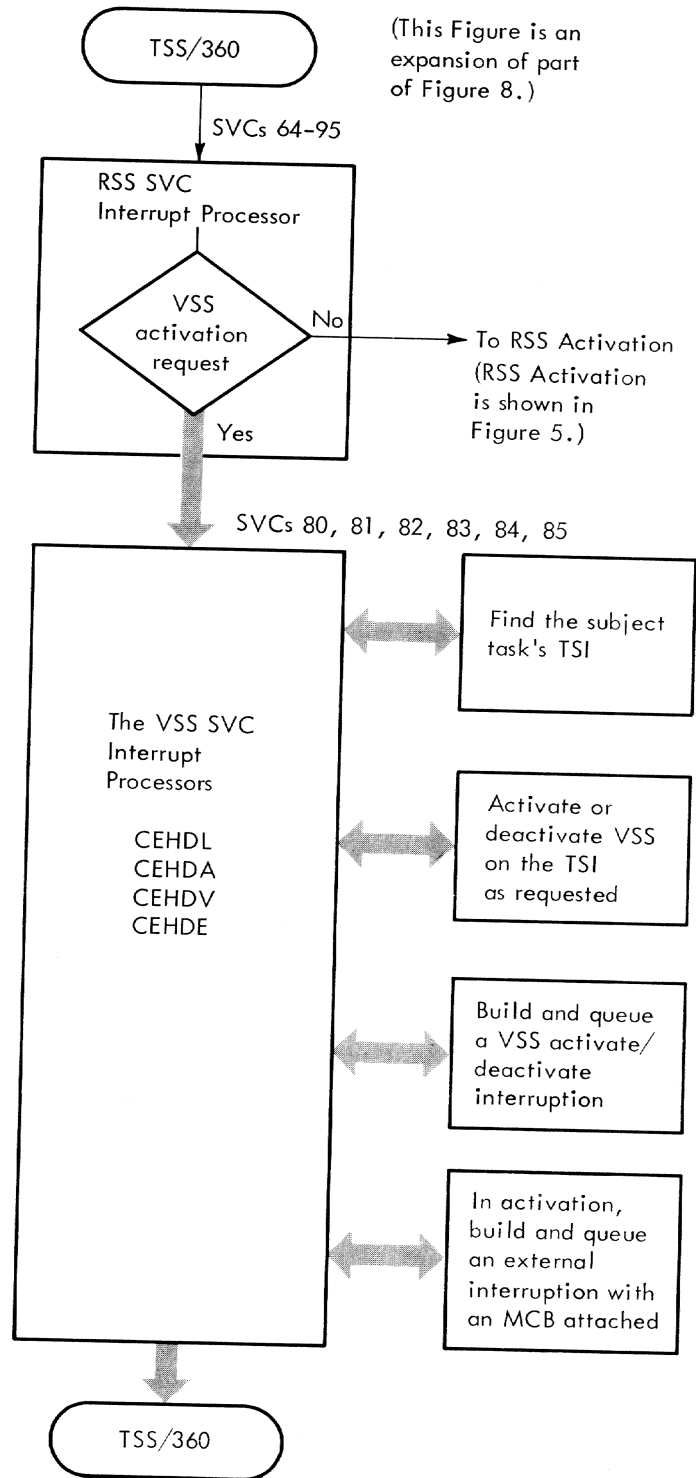 TSS/360
(This Figure is an
expansion of part
of Figure 8.)
SVCs 64-95
RSS SVC
Interrupt Processor
VSS
activation
request
No
To RSS Activation
(RSS Activation
is shown in
Figure 5.)
Yes
SVCs 80, 81, 82, 83, 84, 85
Find the subject
task's TSI
The VSS SVC
Interrupt
Processors
CEHDL
CEHDA
CEHDV
CEHDE
Activate or
deactivate VSS
on the TSI
as requested
Build and queue
a VSS activate/
deactivate
interruption
In activation,
build and queue
an external
interruption with
an MCB attached
TSS/360